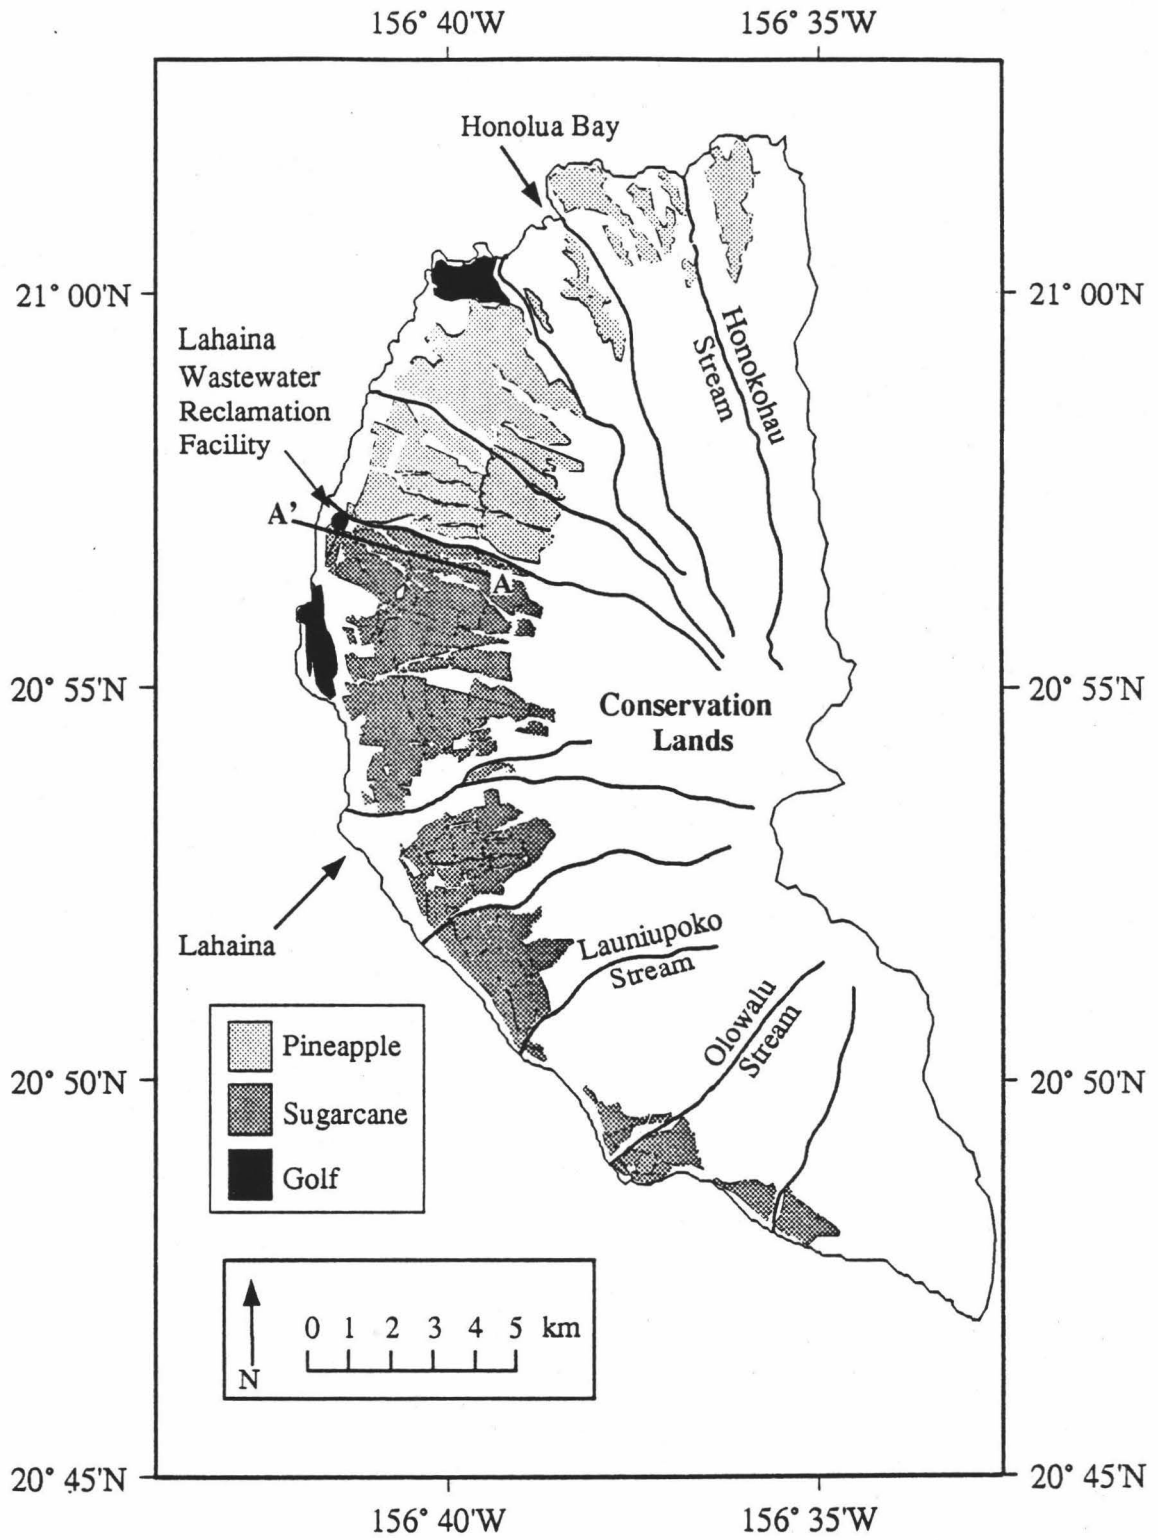 156° 40'W
156° 35'W
Honolua Bay
21° 00'N
21° 00'N
Lahaina
Wastewater
Reclamation
Facility
Honokohau
Stream
A'
A
20° 55'N
20° 55'N
Conservation
Lands
Lahaina
Launiupoko
Stream
Olowalu
Stream
Pineapple
Sugarcane
Golf
20° 50'N
20° 50'N
0 1 2 3 4 5 km
N
20° 45'N
20° 45'N
156° 40'W
156° 35'W